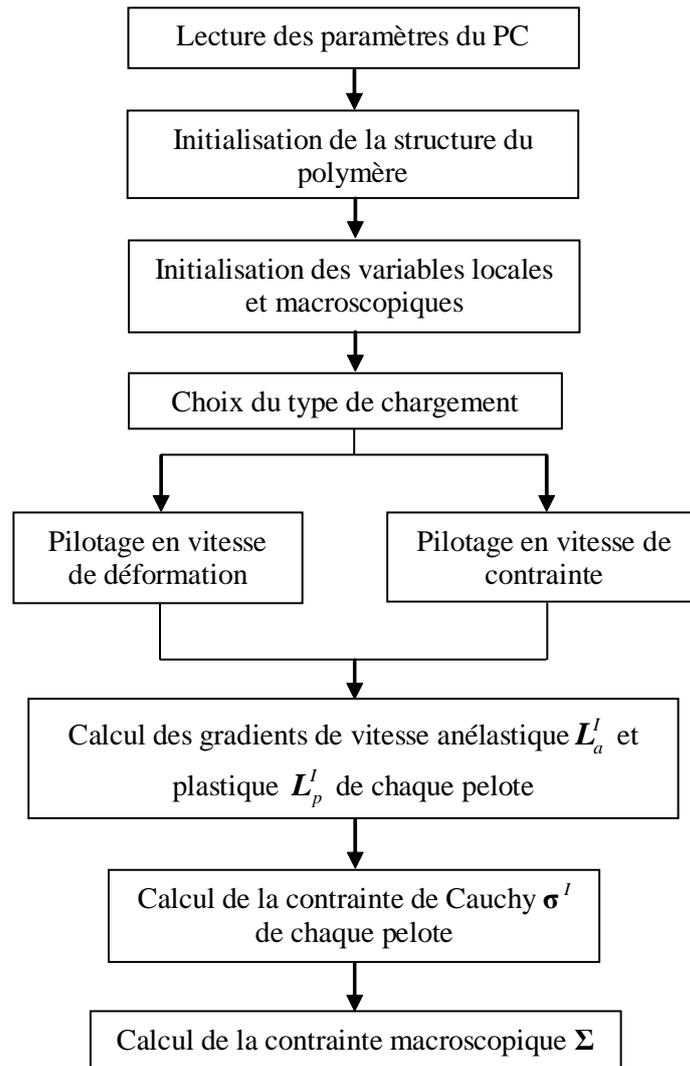 Lecture des paramètres du PC
Initialisation de la structure du
polymère
Initialisation des variables locales
et macroscopiques
Choix du type de chargement
Pilotage en vitesse
de déformation
Pilotage en vitesse de
contrainte
Calcul des gradients de vitesse anélastique L_a^I et
plastique L_p^I de chaque pelote
Calcul de la contrainte de Cauchy σ^I
de chaque pelote
Calcul de la contrainte macroscopique Σ